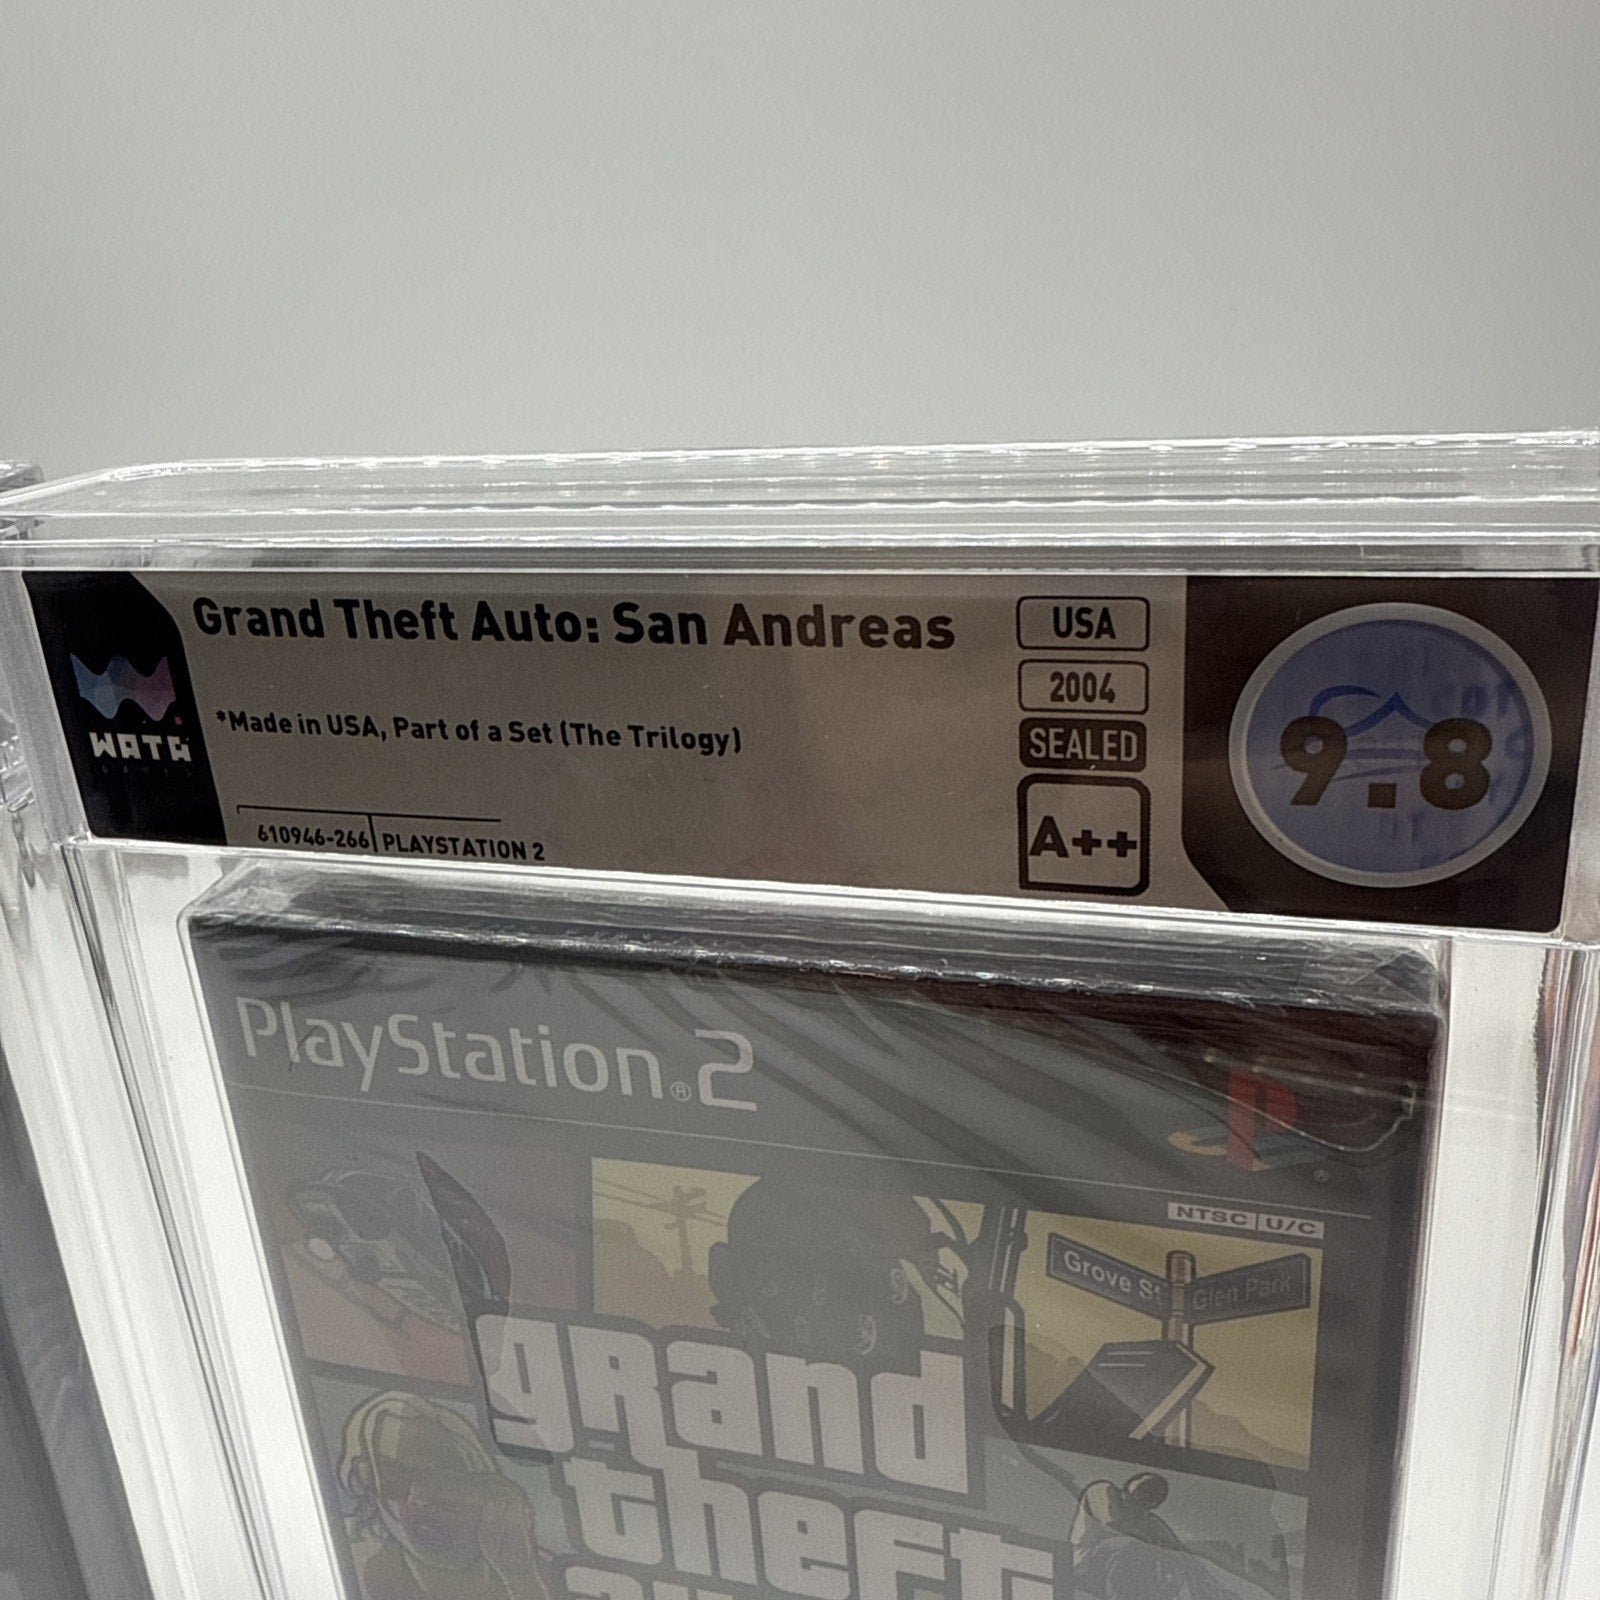 Grand Theft Auto: San Andreas
*Made in USA, Part of a Set (The Trilogy)
610946-266 PLAYSTATION 2
WATA
USA
2004
SEALED
A++
9.8
PlayStation®2
NTSC U/C
Grove St
Glen Park
grand
theft